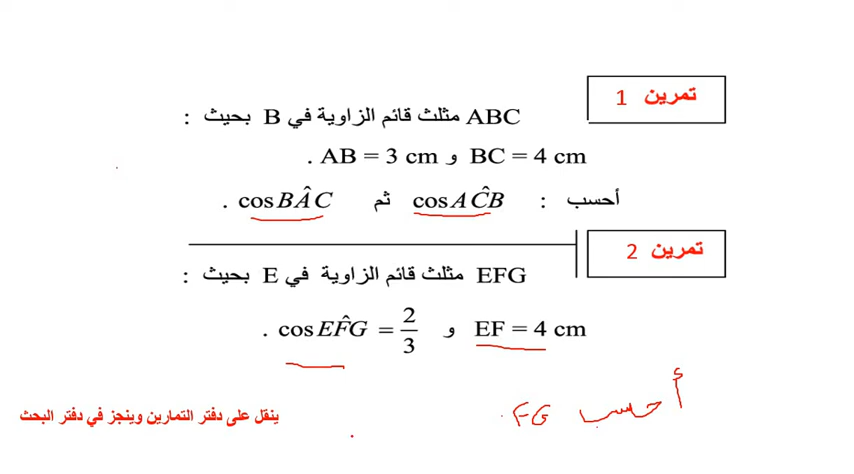 تمرين 1
ABC مثلث قائم الزاوية في B بحيث :
BC = 4 cm و AB = 3 cm .
أحسب : cos AĈB ثم cos BÂC .
تمرين 2
EFG مثلث قائم الزاوية في E بحيث :
EF = 4 cm و cos EF̂G = 2/3 .
أحسب FG
ينقل على دفتر التمارين وينجز في دفتر البحث